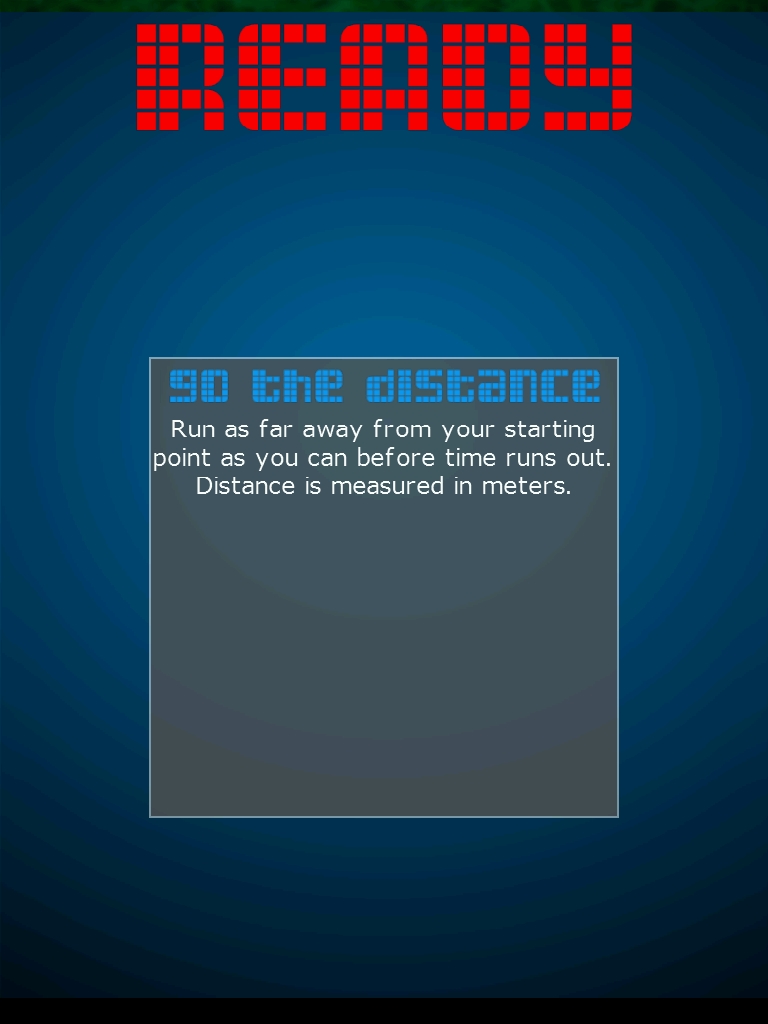 READY
go the distance
Run as far away from your starting
point as you can before time runs out.
Distance is measured in meters.